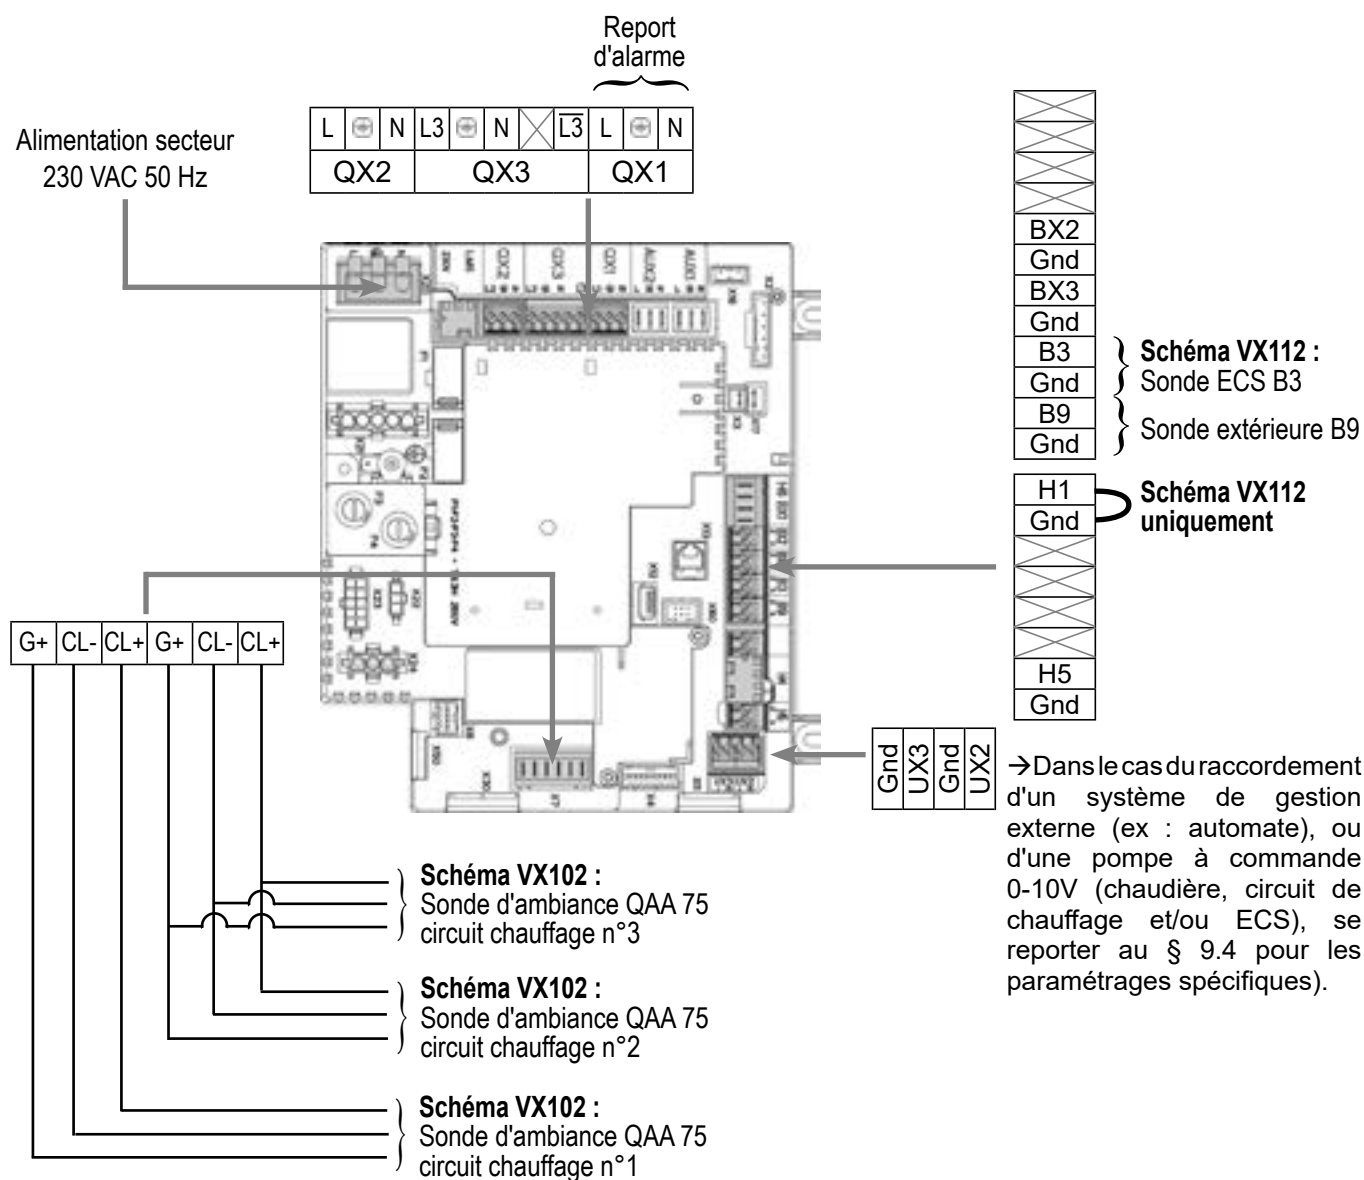 Report
d'alarme
L N L3 N L3 L N
QX2 QX3 QX1
Alimentation secteur
230 VAC 50 Hz
BX2
Gnd
BX3
Gnd
B3
Gnd
B9
Gnd
Schéma VX112 :
Sonde ECS B3
Sonde extérieure B9
H1
Gnd
Schéma VX112
uniquement
H5
Gnd
QX2
QX3
QX1
AUX2
AUX1
G+ CL- CL+ G+ CL- CL+
Gnd
UX3
Gnd
UX2
→Dans le cas du raccordement
d'un système de gestion
externe (ex : automate), ou
d'une pompe à commande
0-10V (chaudière, circuit de
chauffage et/ou ECS), se
reporter au § 9.4 pour les
paramétrages spécifiques).
Schéma VX102 :
Sonde d'ambiance QAA 75
circuit chauffage n°3
Schéma VX102 :
Sonde d'ambiance QAA 75
circuit chauffage n°2
Schéma VX102 :
Sonde d'ambiance QAA 75
circuit chauffage n°1